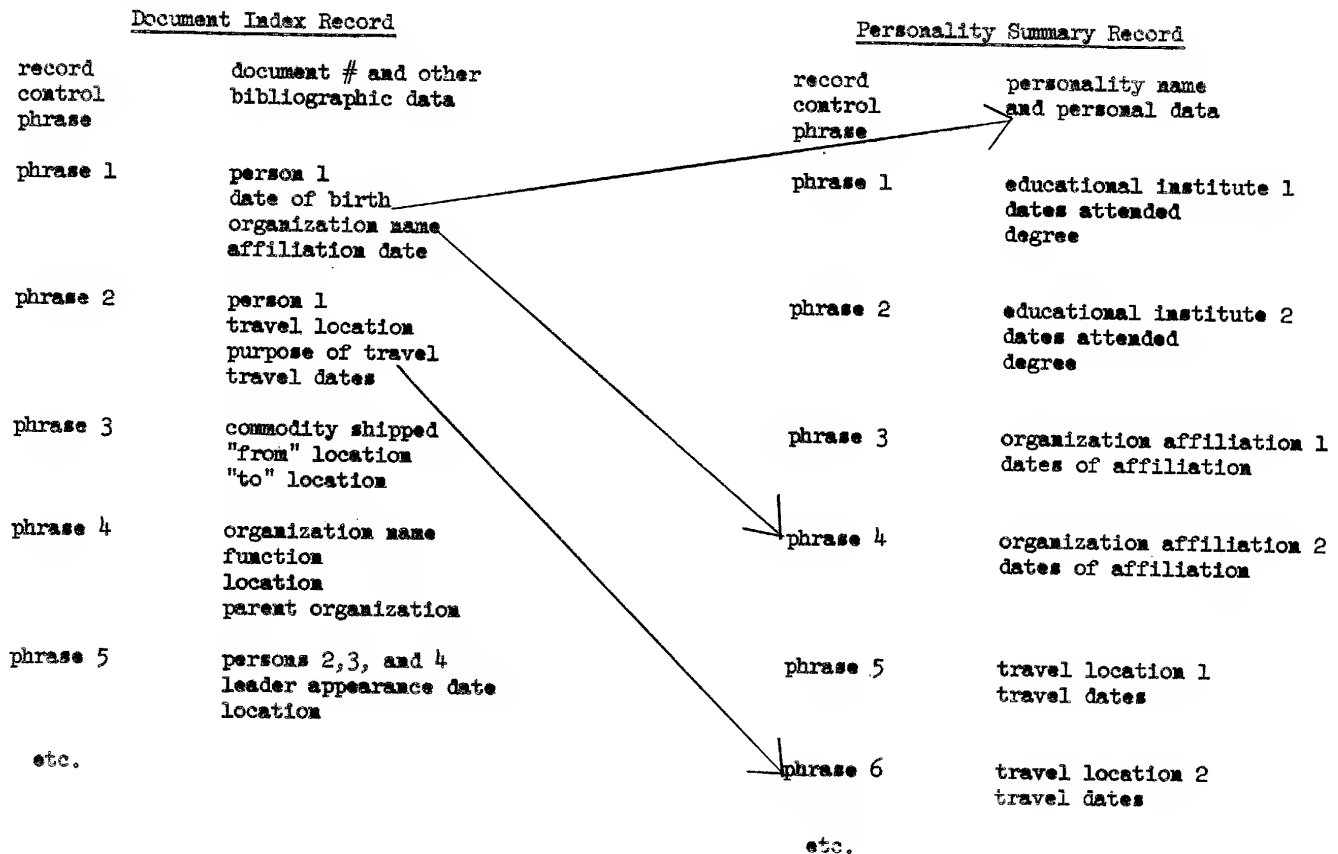 Document Index Record
record document # and other
control bibliographic data
phrase
phrase 1 person 1
date of birth
organization name
affiliation date
phrase 2 person 1
travel location
purpose of travel
travel dates
phrase 3 commodity shipped
"from" location
"to" location
phrase 4 organization name
function
location
parent organization
phrase 5 persons 2,3, and 4
leader appearance date
location
etc.
Personality Summary Record
record personality name
control and personal data
phrase
phrase 1 educational institute 1
dates attended
degree
phrase 2 educational institute 2
dates attended
degree
phrase 3 organization affiliation 1
dates of affiliation
phrase 4 organization affiliation 2
dates of affiliation
phrase 5 travel location 1
travel dates
phrase 6 travel location 2
travel dates
etc.